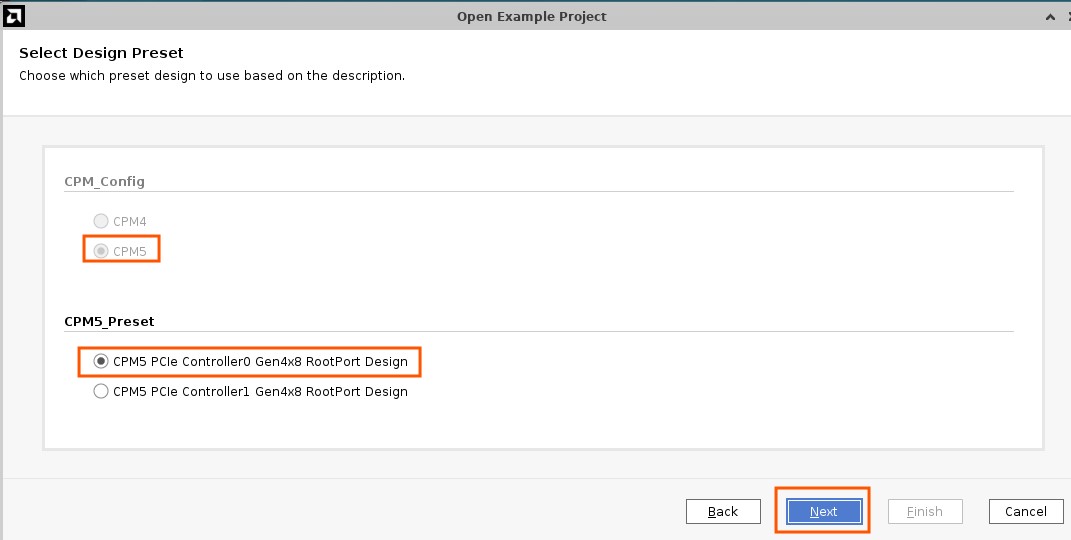 Open Example Project
Select Design Preset
Choose which preset design to use based on the description.
CPM_Config
CPM4
CPM5
CPM5_Preset
CPM5 PCIe Controller0 Gen4x8 RootPort Design
CPM5 PCIe Controller1 Gen4x8 RootPort Design
Back Next Finish Cancel